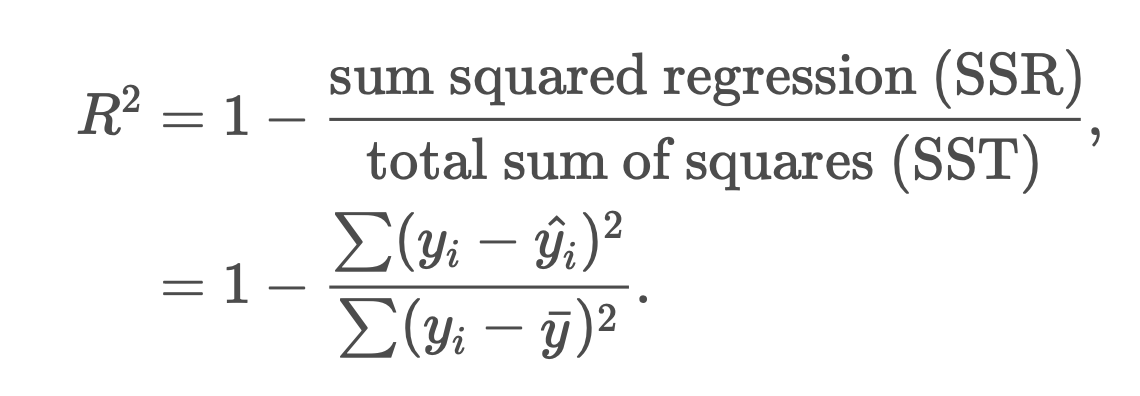 R² = 1 − sum squared regression (SSR) / total sum of squares (SST),
= 1 − ∑(yᵢ − ŷᵢ)² / ∑(yᵢ − ȳ)².